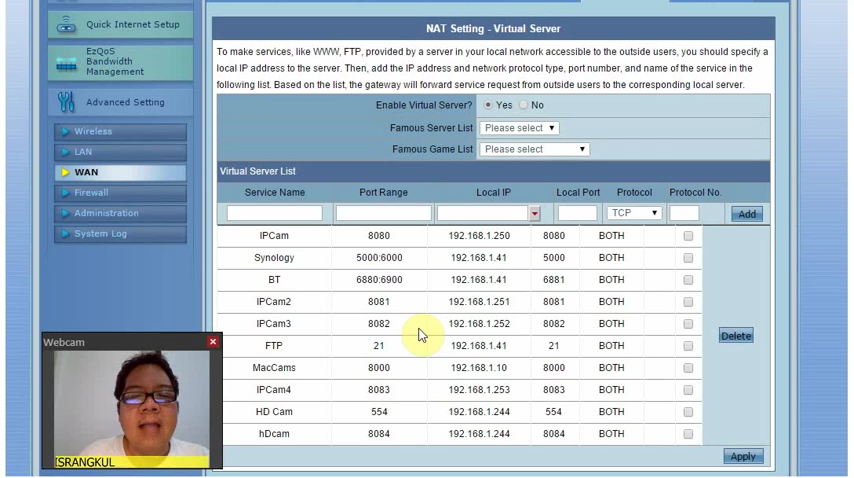 Quick Internet Setup
EzQoS
Bandwidth
Management
Advanced Setting
Wireless
LAN
WAN
Firewall
Administration
System Log
NAT Setting - Virtual Server
To make services, like WWW, FTP, provided by a server in your local network accessible to the outside users, you should specify a
local IP address to the server. Then, add the IP address and network protocol type, port number, and name of the service in the
following list. Based on the list, the gateway will forward service request from outside users to the corresponding local server.
Enable Virtual Server? Yes No
Famous Server List Please select
Famous Game List Please select
Virtual Server List
Service Name Port Range Local IP Local Port Protocol Protocol No.
TCP Add
IPCam 8080 192.168.1.250 8080 BOTH
Synology 5000:6000 192.168.1.41 5000 BOTH
BT 6880:6900 192.168.1.41 6881 BOTH
IPCam2 8081 192.168.1.251 8081 BOTH
IPCam3 8082 192.168.1.252 8082 BOTH
Delete
FTP 21 192.168.1.41 21 BOTH
MacCams 8000 192.168.1.10 8000 BOTH
IPCam4 8083 192.168.1.253 8083 BOTH
HD Cam 554 192.168.1.244 554 BOTH
hDcam 8084 192.168.1.244 8084 BOTH
Apply
Webcam
ISRANGKUL